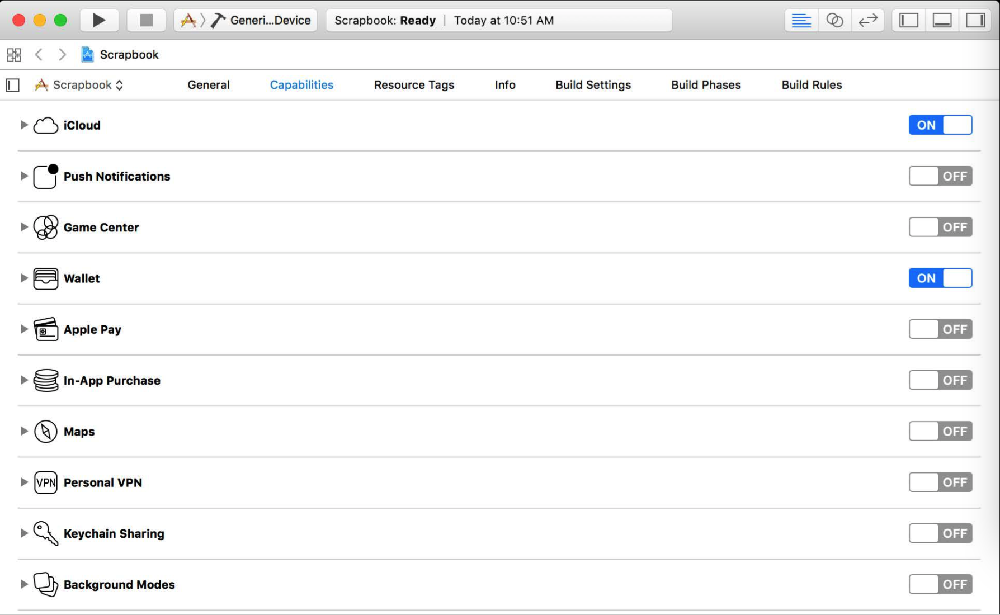 Generi...Device
Scrapbook: Ready | Today at 10:51 AM
Scrapbook
Scrapbook General Capabilities Resource Tags Info Build Settings Build Phases Build Rules
iCloud ON
Push Notifications OFF
Game Center OFF
Wallet ON
Apple Pay OFF
In-App Purchase OFF
Maps OFF
VPN Personal VPN OFF
Keychain Sharing OFF
Background Modes OFF